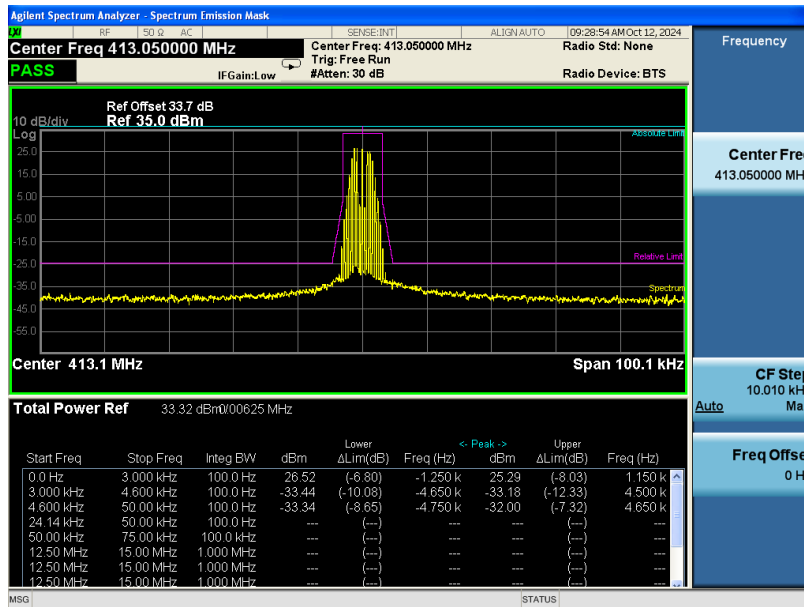 Agilent Spectrum Analyzer - Spectrum Emission Mask
LXI RF 50 Ω AC SENSE:INT ALIGN AUTO 09:28:54 AM Oct 12, 2024
Center Freq 413.050000 MHz Center Freq: 413.050000 MHz Radio Std: None
Trig: Free Run
PASS IFGain:Low #Atten: 30 dB Radio Device: BTS
Frequency
Ref Offset 33.7 dB
10 dB/div Ref 35.0 dBm
Log
Absolute Limit
25.0
15.0
5.00
-5.00
-15.0
Relative Limit
-25.0
-35.0
Spectrum
-45.0
-55.0
Center 413.1 MHz Span 100.1 kHz
Center Fre
413.050000 MH
CF Step
10.010 kH
Auto Ma
Freq Offse
0 H
Total Power Ref 33.32 dBm/0.00625 MHz
Lower <- Peak -> Upper
Start Freq Stop Freq Integ BW dBm ΔLim(dB) Freq (Hz) dBm ΔLim(dB) Freq (Hz)
0.0 Hz 3.000 kHz 100.0 Hz 26.52 (-6.80) -1.250 k 25.29 (-8.03) 1.150 k
3.000 kHz 4.600 kHz 100.0 Hz -33.44 (-10.08) -4.650 k -33.18 (-12.33) 4.500 k
4.600 kHz 50.00 kHz 100.0 Hz -33.34 (-8.65) -4.750 k -32.00 (-7.32) 4.650 k
24.14 kHz 50.00 kHz 100.0 Hz --- (---) --- --- (---) ---
50.00 kHz 75.00 kHz 100.0 kHz --- (---) --- --- (---) ---
12.50 MHz 15.00 MHz 1.000 MHz --- (---) --- --- (---) ---
12.50 MHz 15.00 MHz 1.000 MHz --- (---) --- --- (---) ---
12.50 MHz 15.00 MHz 1.000 MHz --- (---) --- --- (---) ---
MSG STATUS